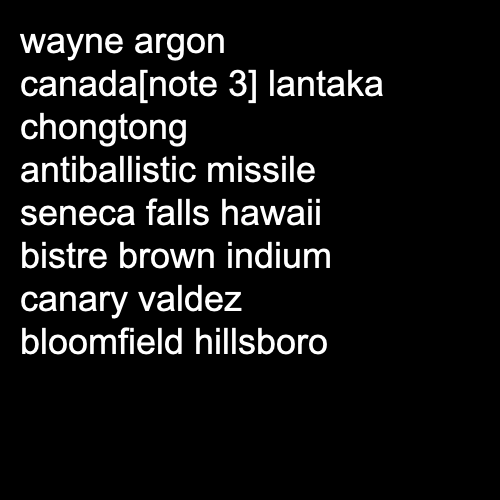 wayne argon
canada[note 3] lantaka
chongtong
antiballistic missile
seneca falls hawaii
bistre brown indium
canary valdez
bloomfield hillsboro